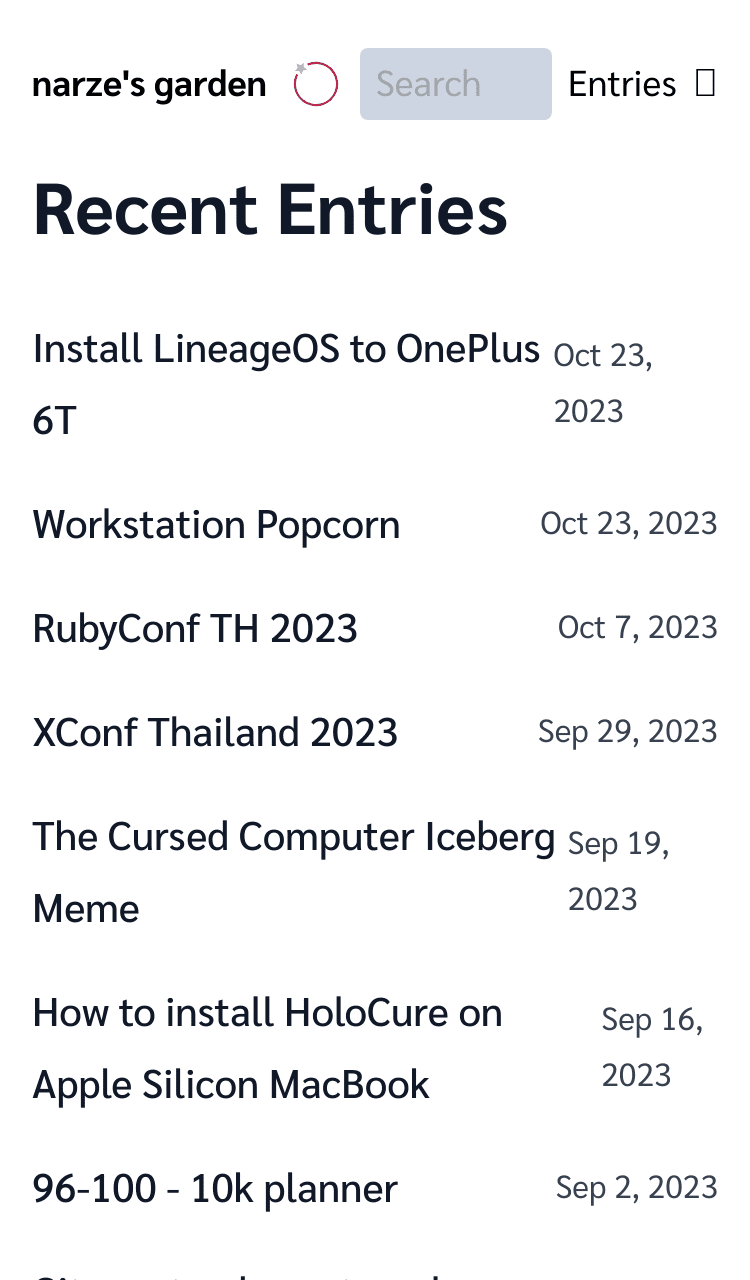 narze's garden
Search
Entries
Recent Entries
Install LineageOS to OnePlus
6T
Oct 23,
2023
Workstation Popcorn
Oct 23, 2023
RubyConf TH 2023
Oct 7, 2023
XConf Thailand 2023
Sep 29, 2023
The Cursed Computer Iceberg
Meme
Sep 19,
2023
How to install HoloCure on
Apple Silicon MacBook
Sep 16,
2023
96-100 - 10k planner
Sep 2, 2023